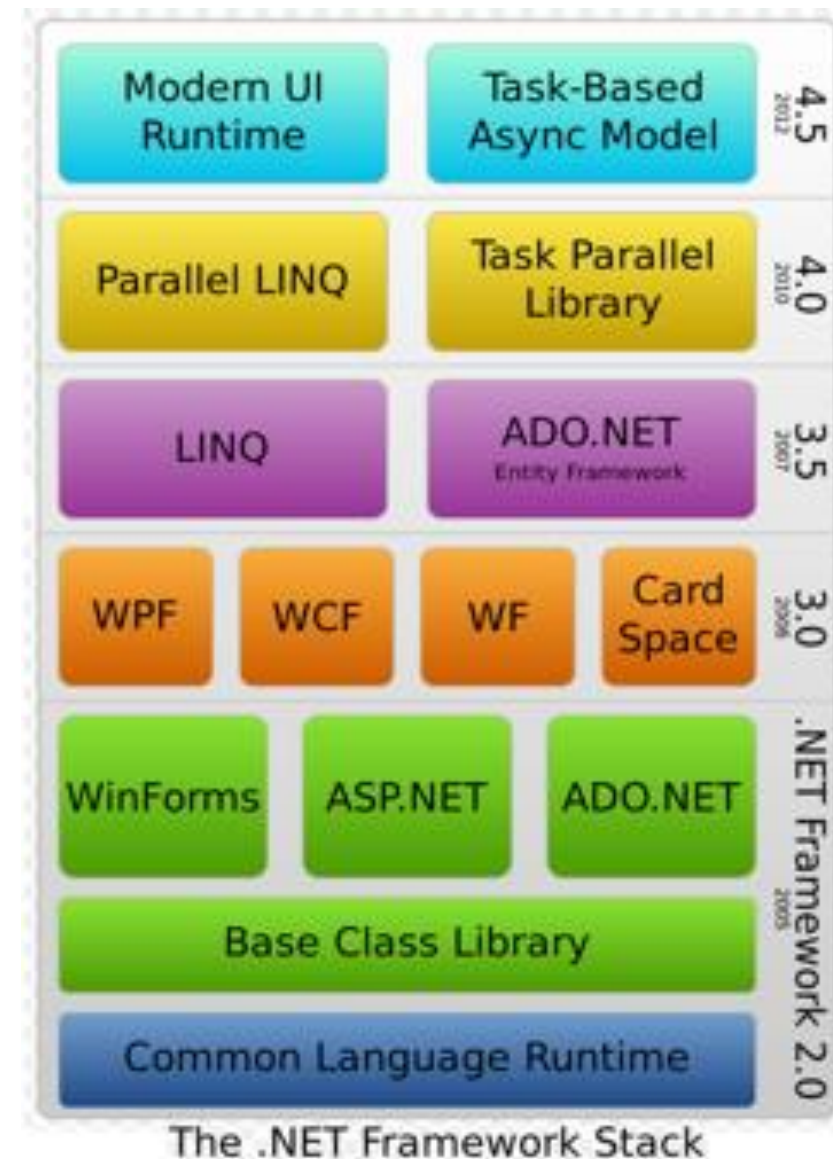 Modern UI
Runtime
Task-Based
Async Model
4.5
2012
Parallel LINQ
Task Parallel
Library
4.0
2010
LINQ
ADO.NET
Entity Framework
3.5
2007
WPF
WCF
WF
Card
Space
3.0
2006
WinForms
ASP.NET
ADO.NET
Base Class Library
Common Language Runtime
.NET Framework 2.0
2005
The .NET Framework Stack